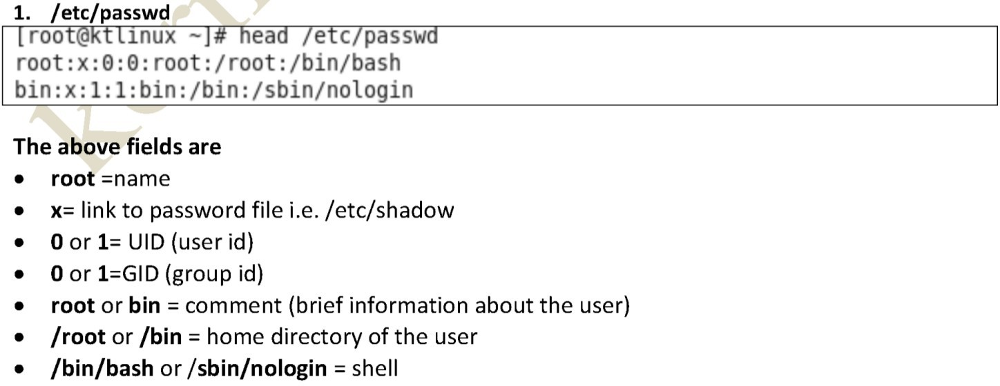 1. /etc/passwd
[root@ktlinux ~]# head /etc/passwd
root:x:0:0:root:/root:/bin/bash
bin:x:1:1:bin:/bin:/sbin/nologin
The above fields are
• root =name
• x= link to password file i.e. /etc/shadow
• 0 or 1= UID (user id)
• 0 or 1=GID (group id)
• root or bin = comment (brief information about the user)
• /root or /bin = home directory of the user
• /bin/bash or /sbin/nologin = shell